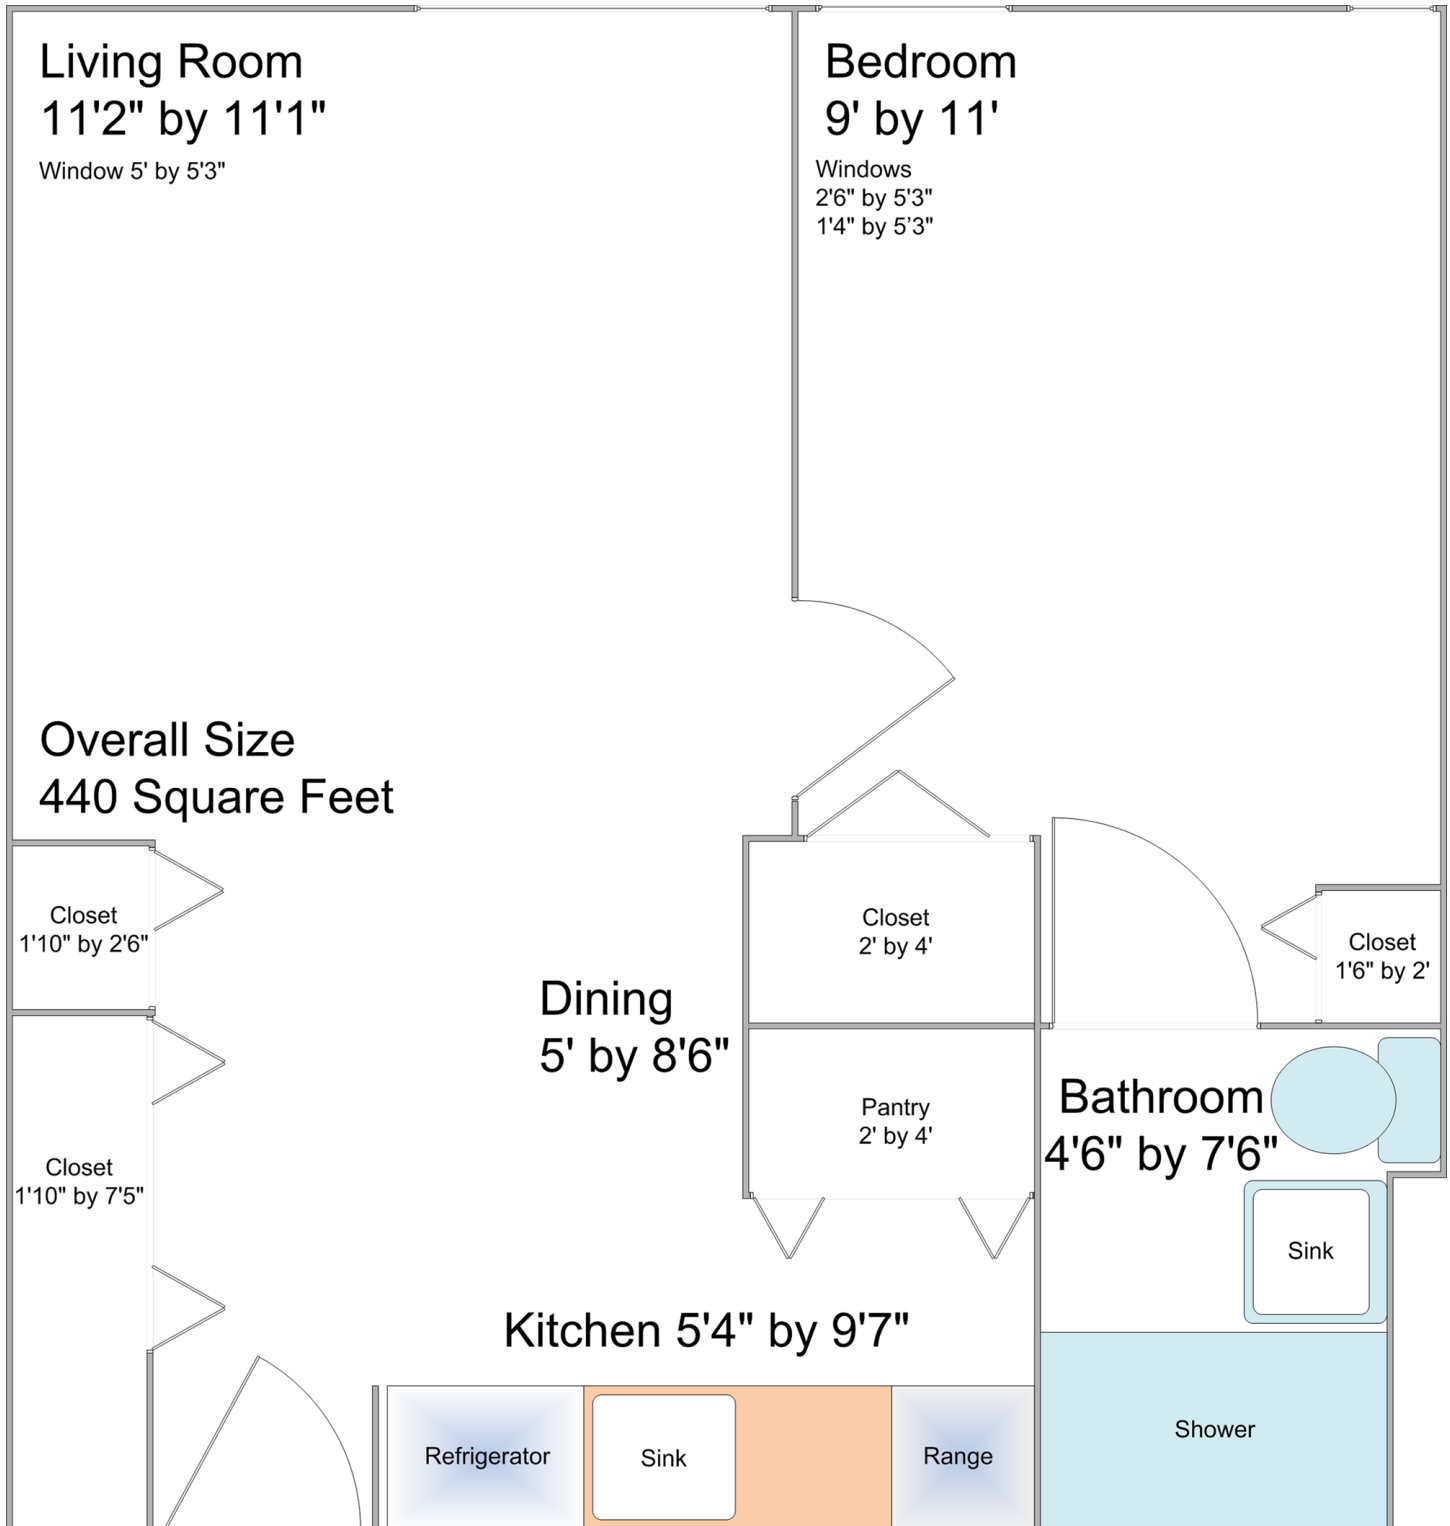 Living Room
11'2" by 11'1"
Window 5' by 5'3"
Bedroom
9' by 11'
Windows
2'6" by 5'3"
1'4" by 5’3"
Overall Size
440 Square Feet
Closet
1'10" by 2'6"
Closet
2' by 4'
Closet
1'6" by 2'
Dining
5' by 8'6"
Pantry
2' by 4'
Bathroom
4'6" by 7'6"
Closet
1'10" by 7'5"
Sink
Kitchen 5'4" by 9'7"
Refrigerator
Sink
Range
Shower